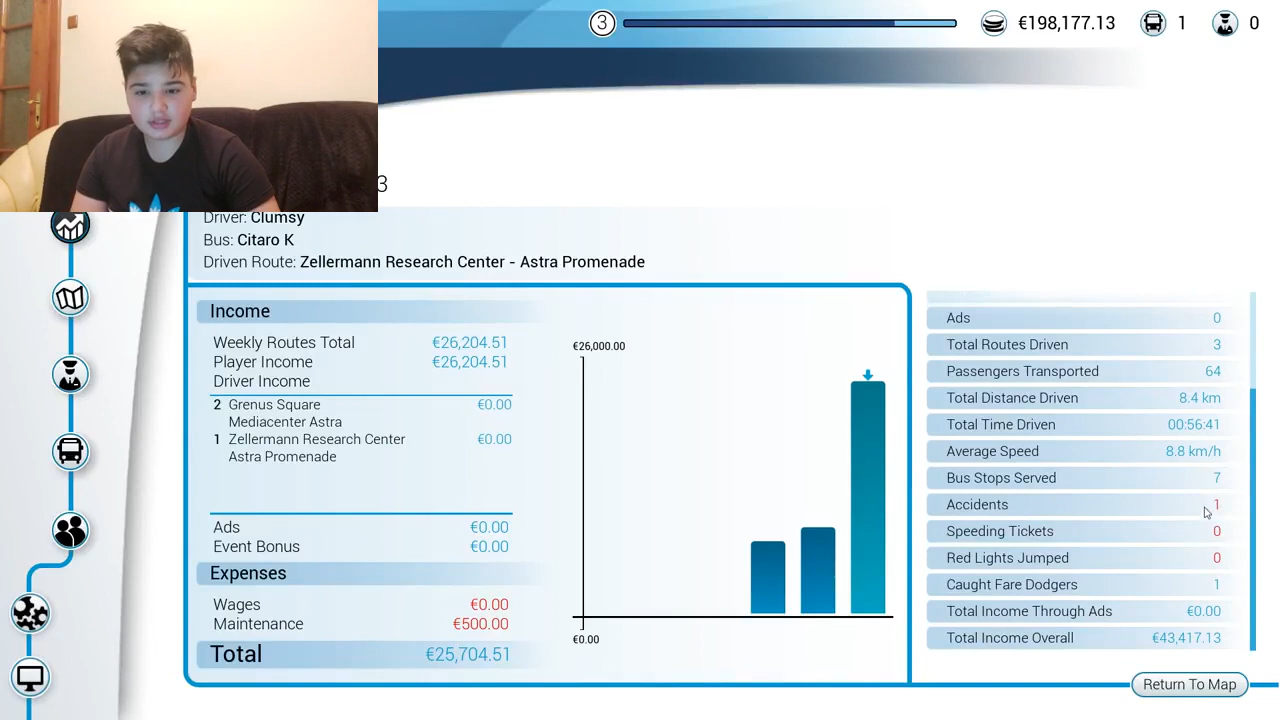 3
€198,177.13
1
0
3
Driver: Clumsy
Bus: Citaro K
Driven Route: Zellermann Research Center - Astra Promenade
Income
Weekly Routes Total €26,204.51
Player Income €26,204.51
Driver Income
2 Grenus Square €0.00
Mediacenter Astra
1 Zellermann Research Center €0.00
Astra Promenade
Ads €0.00
Event Bonus €0.00
Expenses
Wages €0.00
Maintenance €500.00
Total €25,704.51
€26,000.00
€0.00
Ads 0
Total Routes Driven 3
Passengers Transported 64
Total Distance Driven 8.4 km
Total Time Driven 00:56:41
Average Speed 8.8 km/h
Bus Stops Served 7
Accidents 1
Speeding Tickets 0
Red Lights Jumped 0
Caught Fare Dodgers 1
Total Income Through Ads €0.00
Total Income Overall €43,417.13
Return To Map